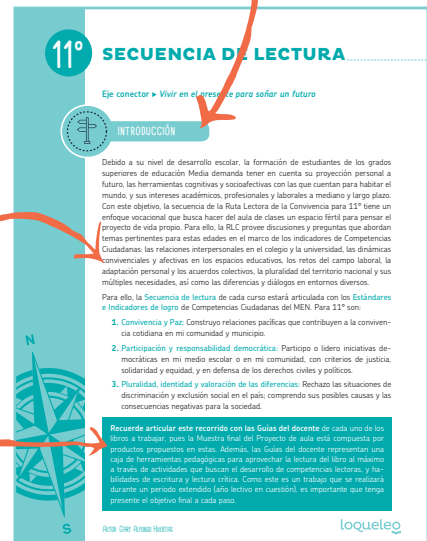 11°
SECUENCIA DE LECTURA
Eje conector ▸ Vivir en el presente para soñar un futuro
INTRODUCCIÓN
Debido a su nivel de desarrollo escolar, la formación de estudiantes de los grados
superiores de educación Media demanda tener en cuenta su proyección personal a
futuro, las herramientas cognitivas y socioafectivas con las que cuentan para habitar el
mundo, y sus intereses académicos, profesionales y laborales a mediano y largo plazo.
Con este objetivo, la secuencia de la Ruta Lectora de la Convivencia para 11° tiene un
enfoque vocacional que busca hacer del aula de clases un espacio fértil para pensar el
proyecto de vida propio. Para ello, la RLC provee discusiones y preguntas que abordan
temas pertinentes para estas edades en el marco de los indicadores de Competencias
Ciudadanas: las relaciones interpersonales en el colegio y la universidad, las dinámicas
convivenciales y afectivas en los espacios educativos, los retos del campo laboral, la
adaptación personal y los acuerdos colectivos, la pluralidad del territorio nacional y sus
múltiples necesidades, así como las diferencias y diálogos en entornos diversos.
Para ello, la Secuencia de lectura de cada curso estará articulada con los Estándares
e Indicadores de logro de Competencias Ciudadanas del MEN. Para 11° son:
1. Convivencia y Paz: Construyo relaciones pacíficas que contribuyen a la conviven-
cia cotidiana en mi comunidad y municipio.
2. Participación y responsabilidad democrática: Participo o lidero iniciativas de-
mocráticas en mi medio escolar o en mi comunidad, con criterios de justicia,
solidaridad y equidad, y en defensa de los derechos civiles y políticos.
3. Pluralidad, identidad y valoración de las diferencias: Rechazo las situaciones de
discriminación y exclusión social en el país; comprendo sus posibles causas y las
consecuencias negativas para la sociedad.
Recuerde articular este recorrido con las Guías del docente de cada uno de los
libros a trabajar, pues la Muestra final del Proyecto de aula está compuesta por
productos propuestos en estas. Además, las Guías del docente representan una
caja de herramientas pedagógicas para aprovechar la lectura del libro al máximo
a través de actividades que buscan el desarrollo de competencias lectoras, y ha-
bilidades de escritura y lectura crítica. Como este es un trabajo que se realizará
durante un periodo extendido (año lectivo en cuestión), es importante que tenga
presente el objetivo final a cada paso.
N
S
Autor: Giany Alfonso Huertas
loqueleo